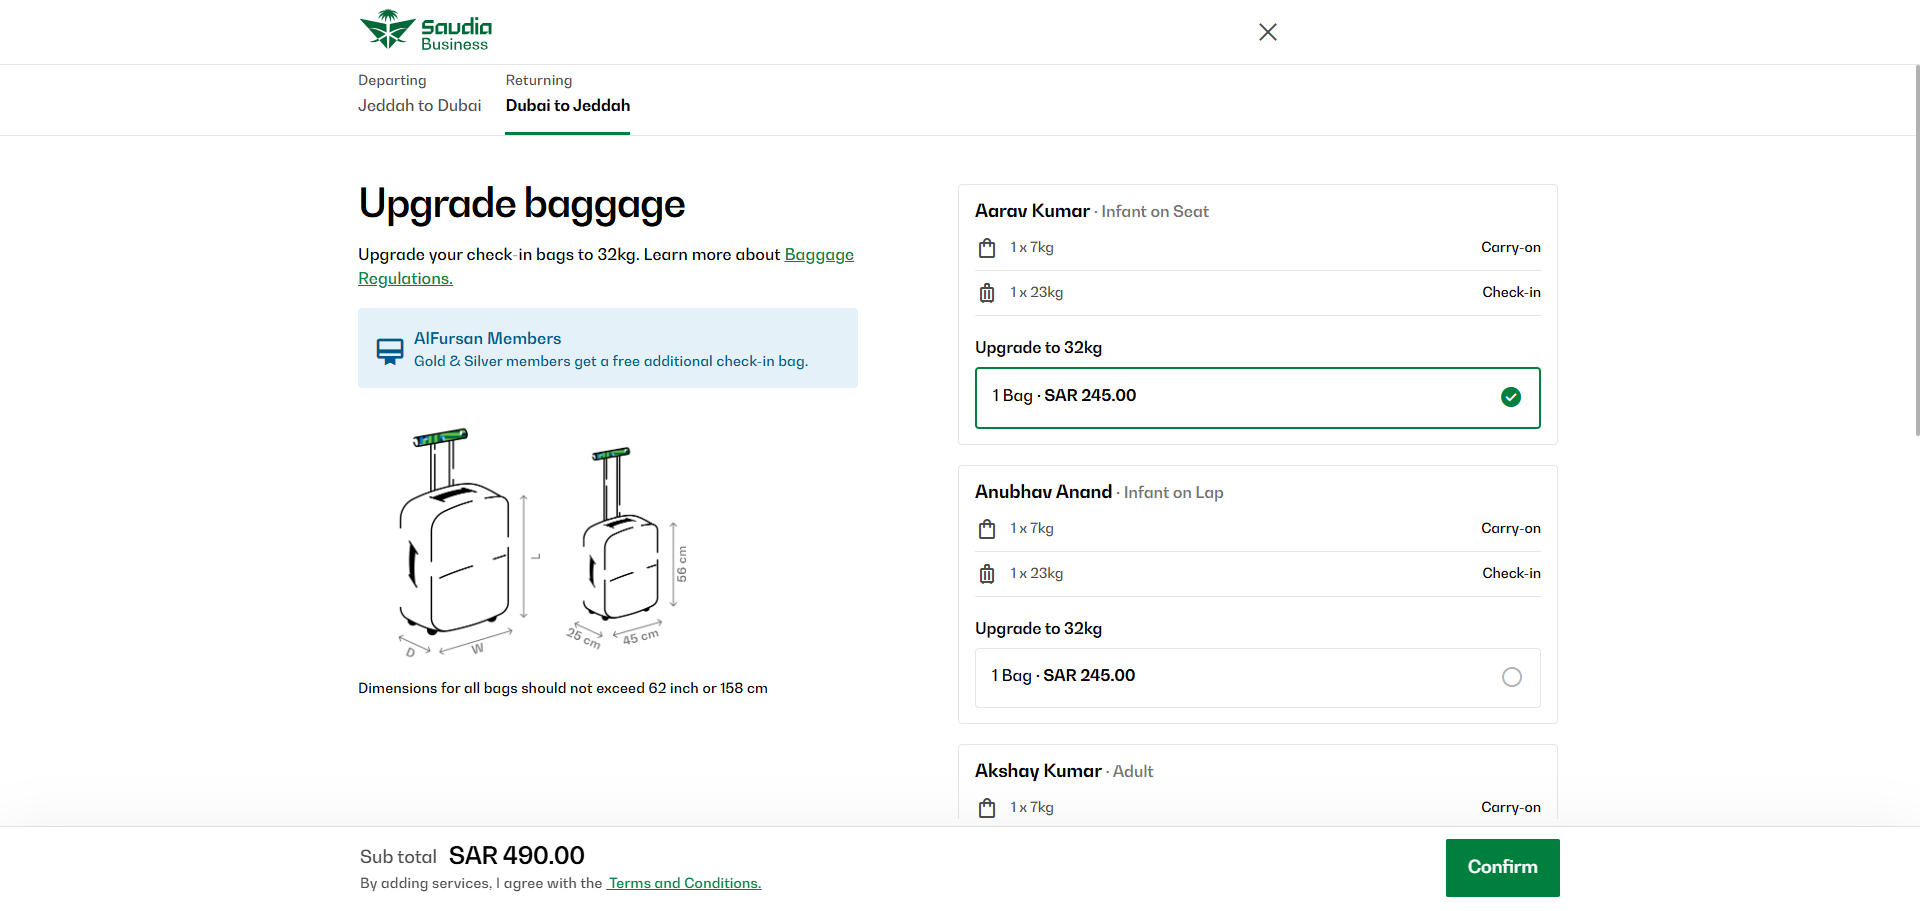 Saudia
Business
Departing
Jeddah to Dubai
Returning
Dubai to Jeddah
Upgrade baggage
Upgrade your check-in bags to 32kg. Learn more about Baggage
Regulations.
AlFursan Members
Gold & Silver members get a free additional check-in bag.
L
D
W
56 cm
25 cm
45 cm
Dimensions for all bags should not exceed 62 inch or 158 cm
Aarav Kumar · Infant on Seat
1 x 7kg Carry-on
1 x 23kg Check-in
Upgrade to 32kg
1 Bag · SAR 245.00
Anubhav Anand · Infant on Lap
1 x 7kg Carry-on
1 x 23kg Check-in
Upgrade to 32kg
1 Bag · SAR 245.00
Akshay Kumar · Adult
1 x 7kg Carry-on
Sub total SAR 490.00
By adding services, I agree with the Terms and Conditions.
Confirm